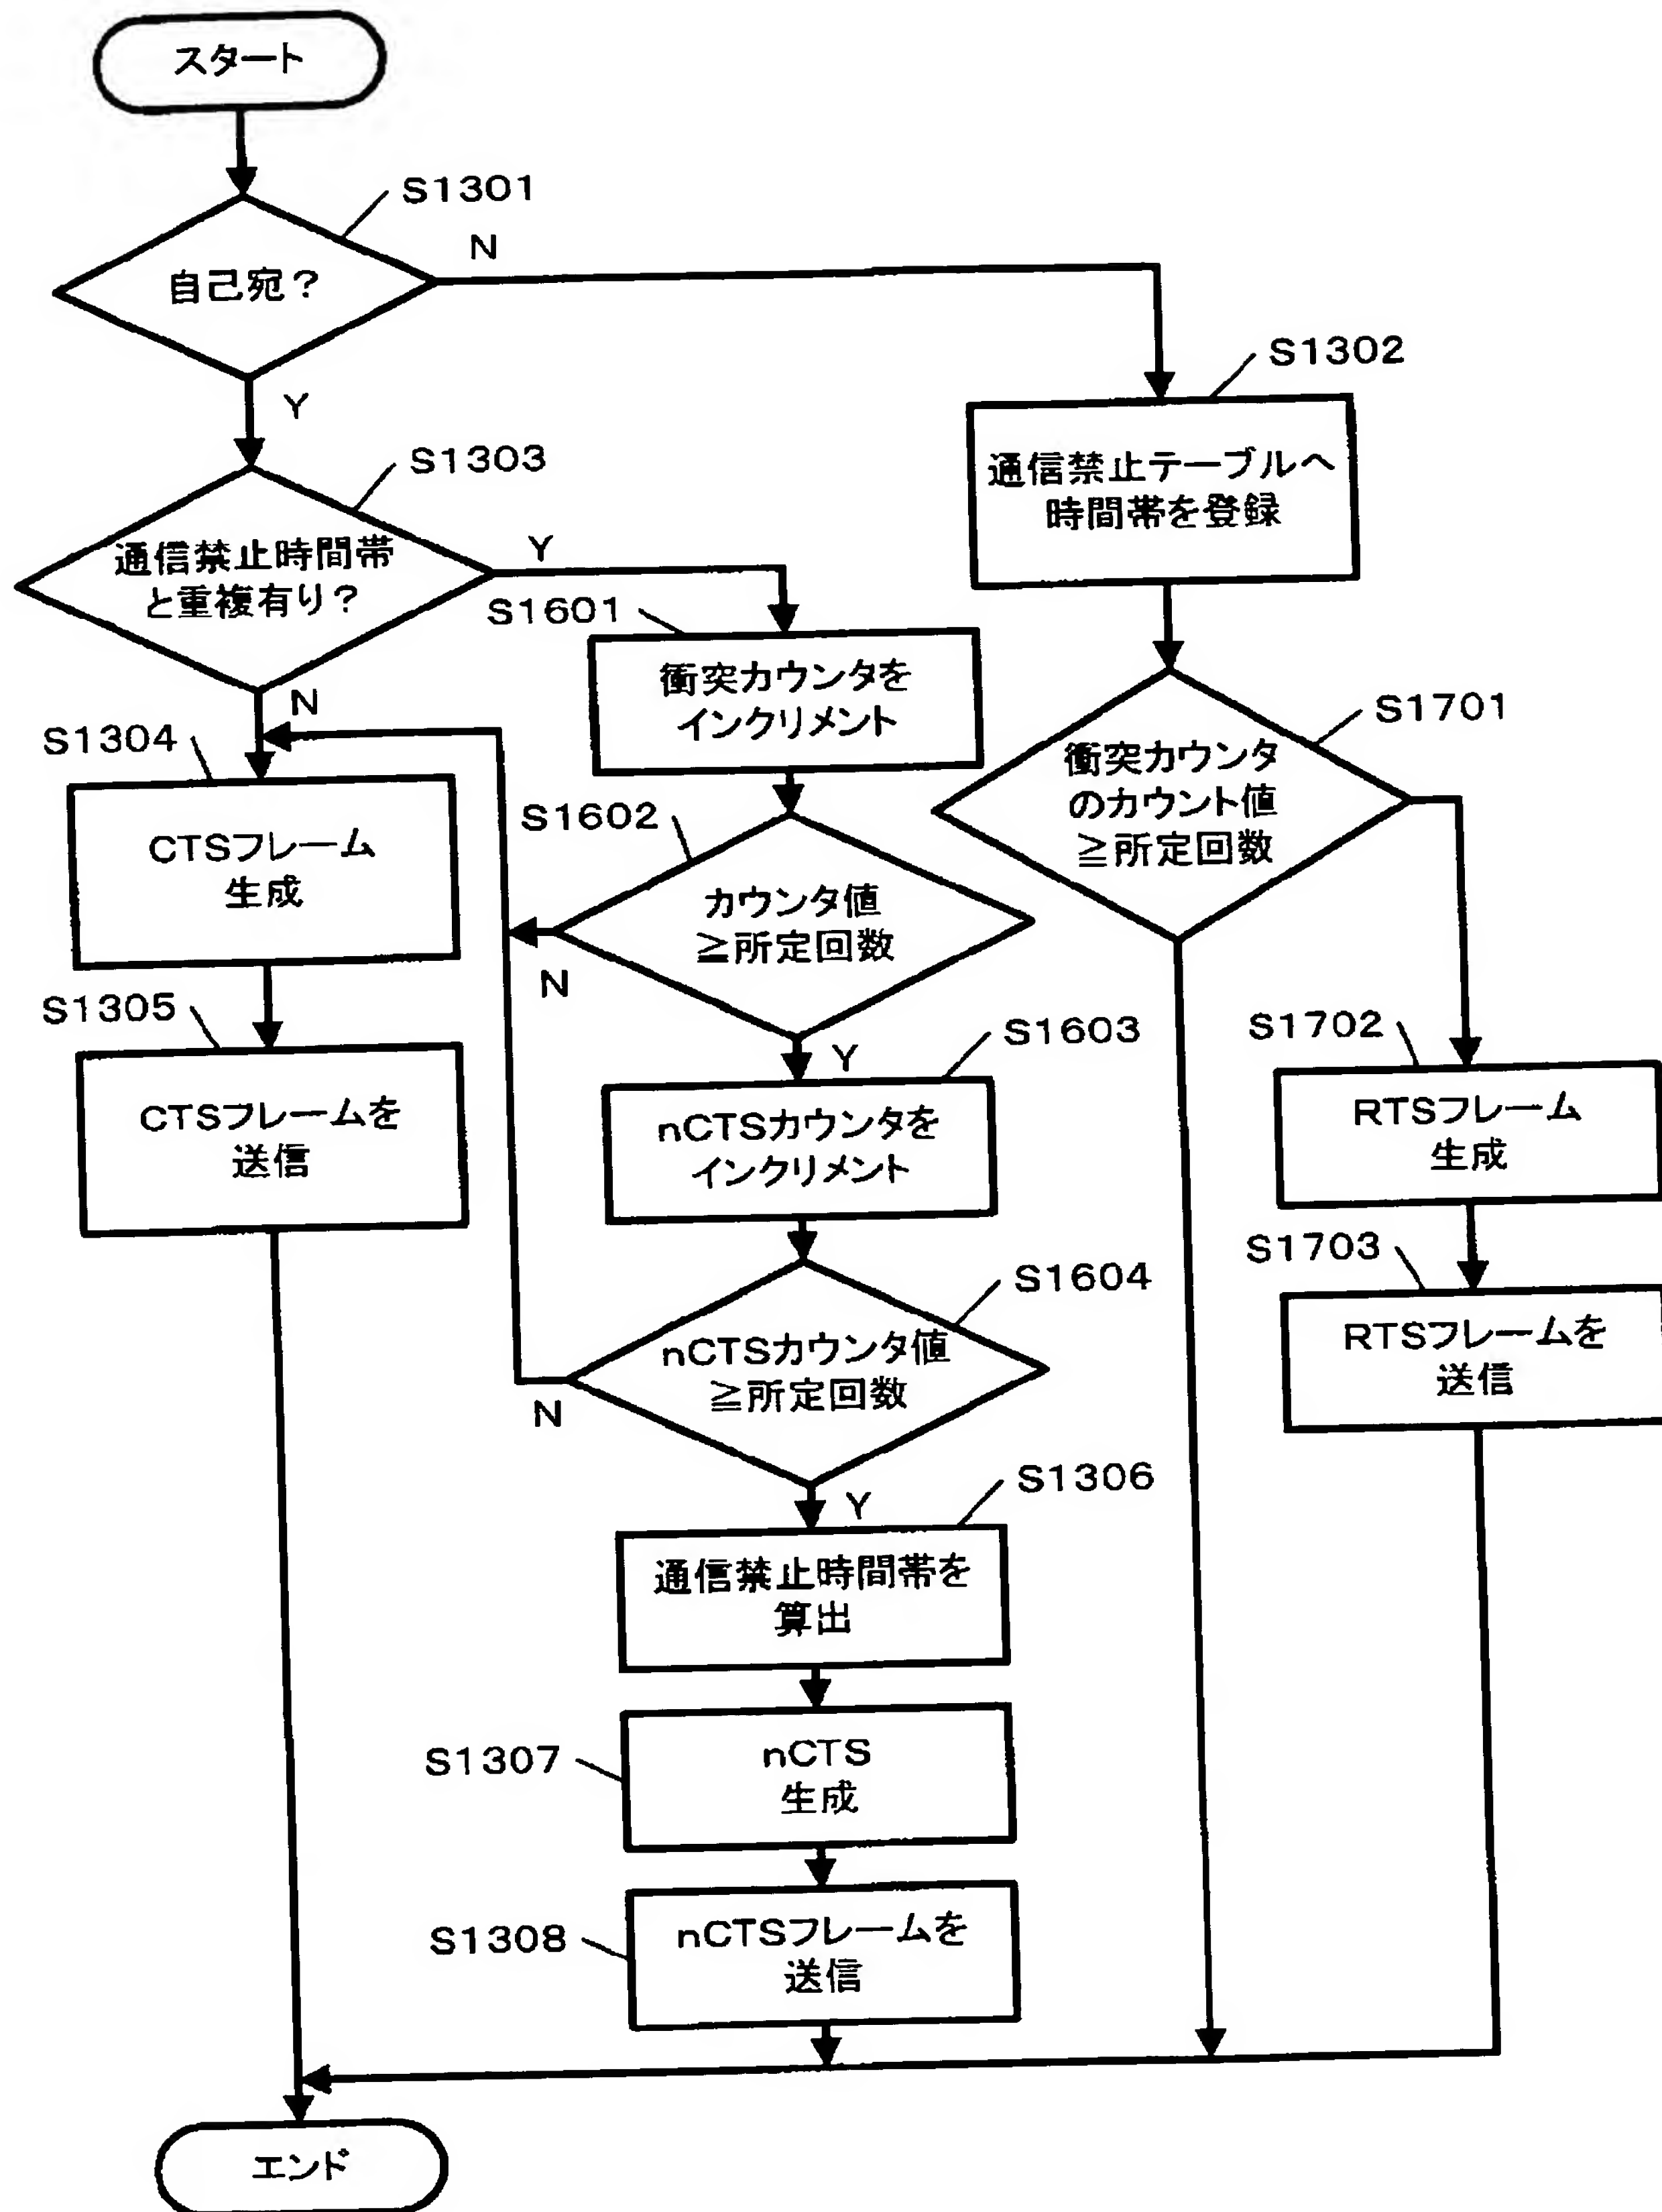 スタート
S1301
N
自己宛？
Y
S1302
通信禁止テーブルへ
時間帯を登録
S1303
通信禁止時間帯
と重複有り？
Y
N
S1601
衝突カウンタを
インクリメント
S1701
衝突カウンタ
のカウント値
≧所定回数
S1304
CTSフレーム
生成
S1602
カウンタ値
≧所定回数
N
Y
S1305
CTSフレームを
送信
S1603
nCTSカウンタを
インクリメント
S1702
RTSフレーム
生成
S1604
nCTSカウンタ値
≧所定回数
N
Y
S1703
RTSフレームを
送信
S1306
通信禁止時間帯を
算出
S1307
nCTS
生成
S1308
nCTSフレームを
送信
エンド